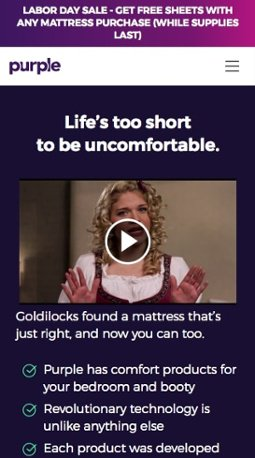 LABOR DAY SALE - GET FREE SHEETS WITH
ANY MATTRESS PURCHASE (WHILE SUPPLIES
LAST)
purple
Life's too short
to be uncomfortable.
Goldilocks found a mattress that's
just right, and now you can too.
Purple has comfort products for
your bedroom and booty
Revolutionary technology is
unlike anything else
Each product was developed